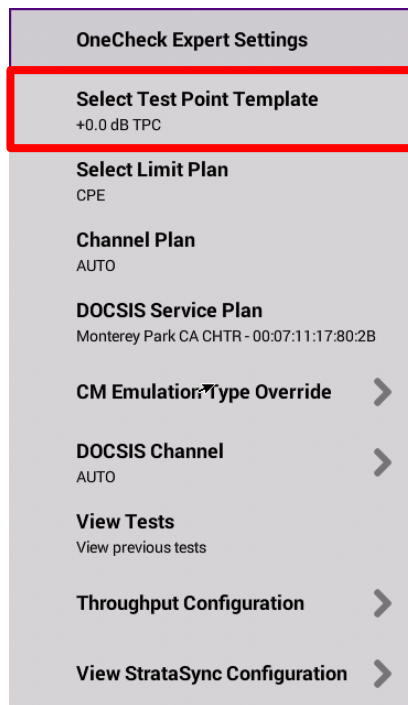 OneCheck Expert Settings
Select Test Point Template
+0.0 dB TPC
Select Limit Plan
CPE
Channel Plan
AUTO
DOCSIS Service Plan
Monterey Park CA CHTR - 00:07:11:17:80:2B
CM Emulation Type Override
DOCSIS Channel
AUTO
View Tests
View previous tests
Throughput Configuration
View StrataSync Configuration